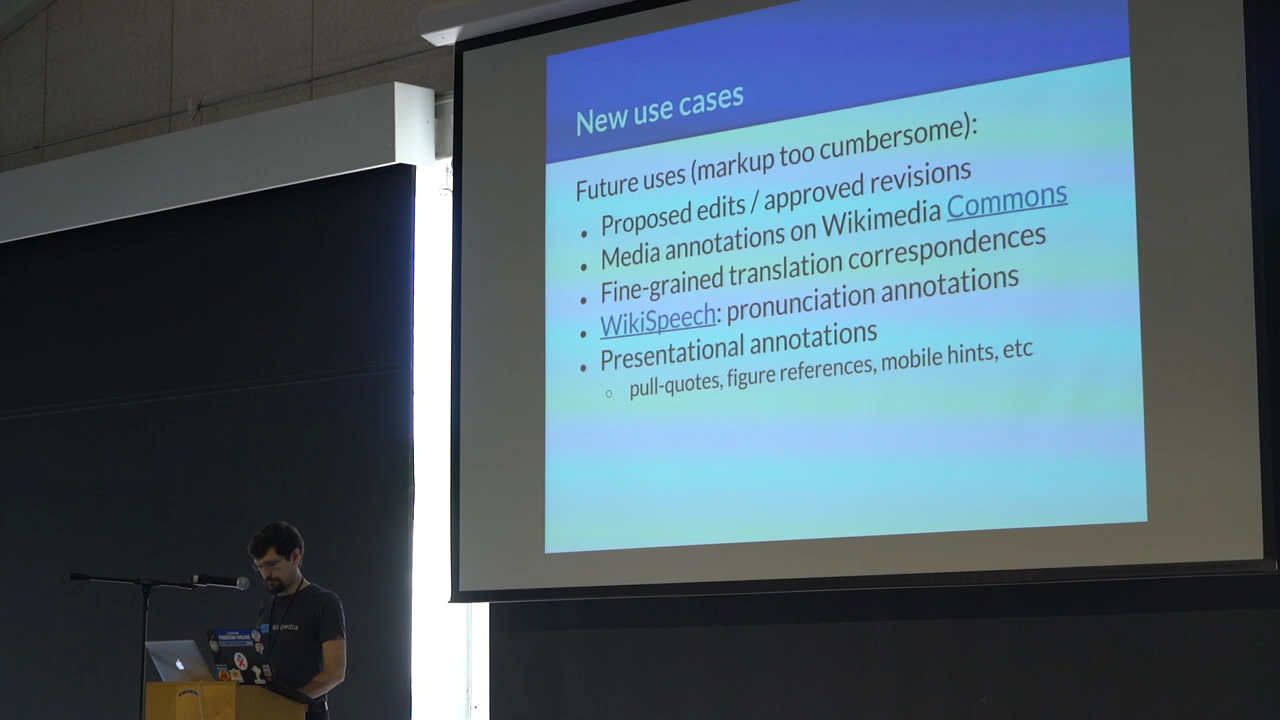 New use cases
Future uses (markup too cumbersome):
• Proposed edits / approved revisions
• Media annotations on Wikimedia Commons
• Fine-grained translation correspondences
• WikiSpeech: pronunciation annotations
• Presentational annotations
○ pull-quotes, figure references, mobile hints, etc